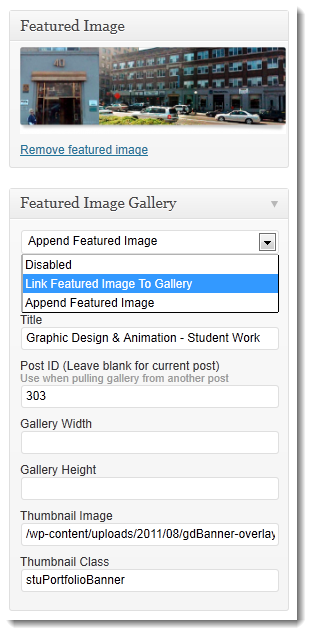 Featured Image
Remove featured image
Featured Image Gallery
Append Featured Image
Disabled
Link Featured Image To Gallery
Append Featured Image
Title
Graphic Design & Animation - Student Work
Post ID (Leave blank for current post)
Use when pulling gallery from another post
303
Gallery Width
Gallery Height
Thumbnail Image
/wp-content/uploads/2011/08/gdBanner-overlay
Thumbnail Class
stuPortfolioBanner